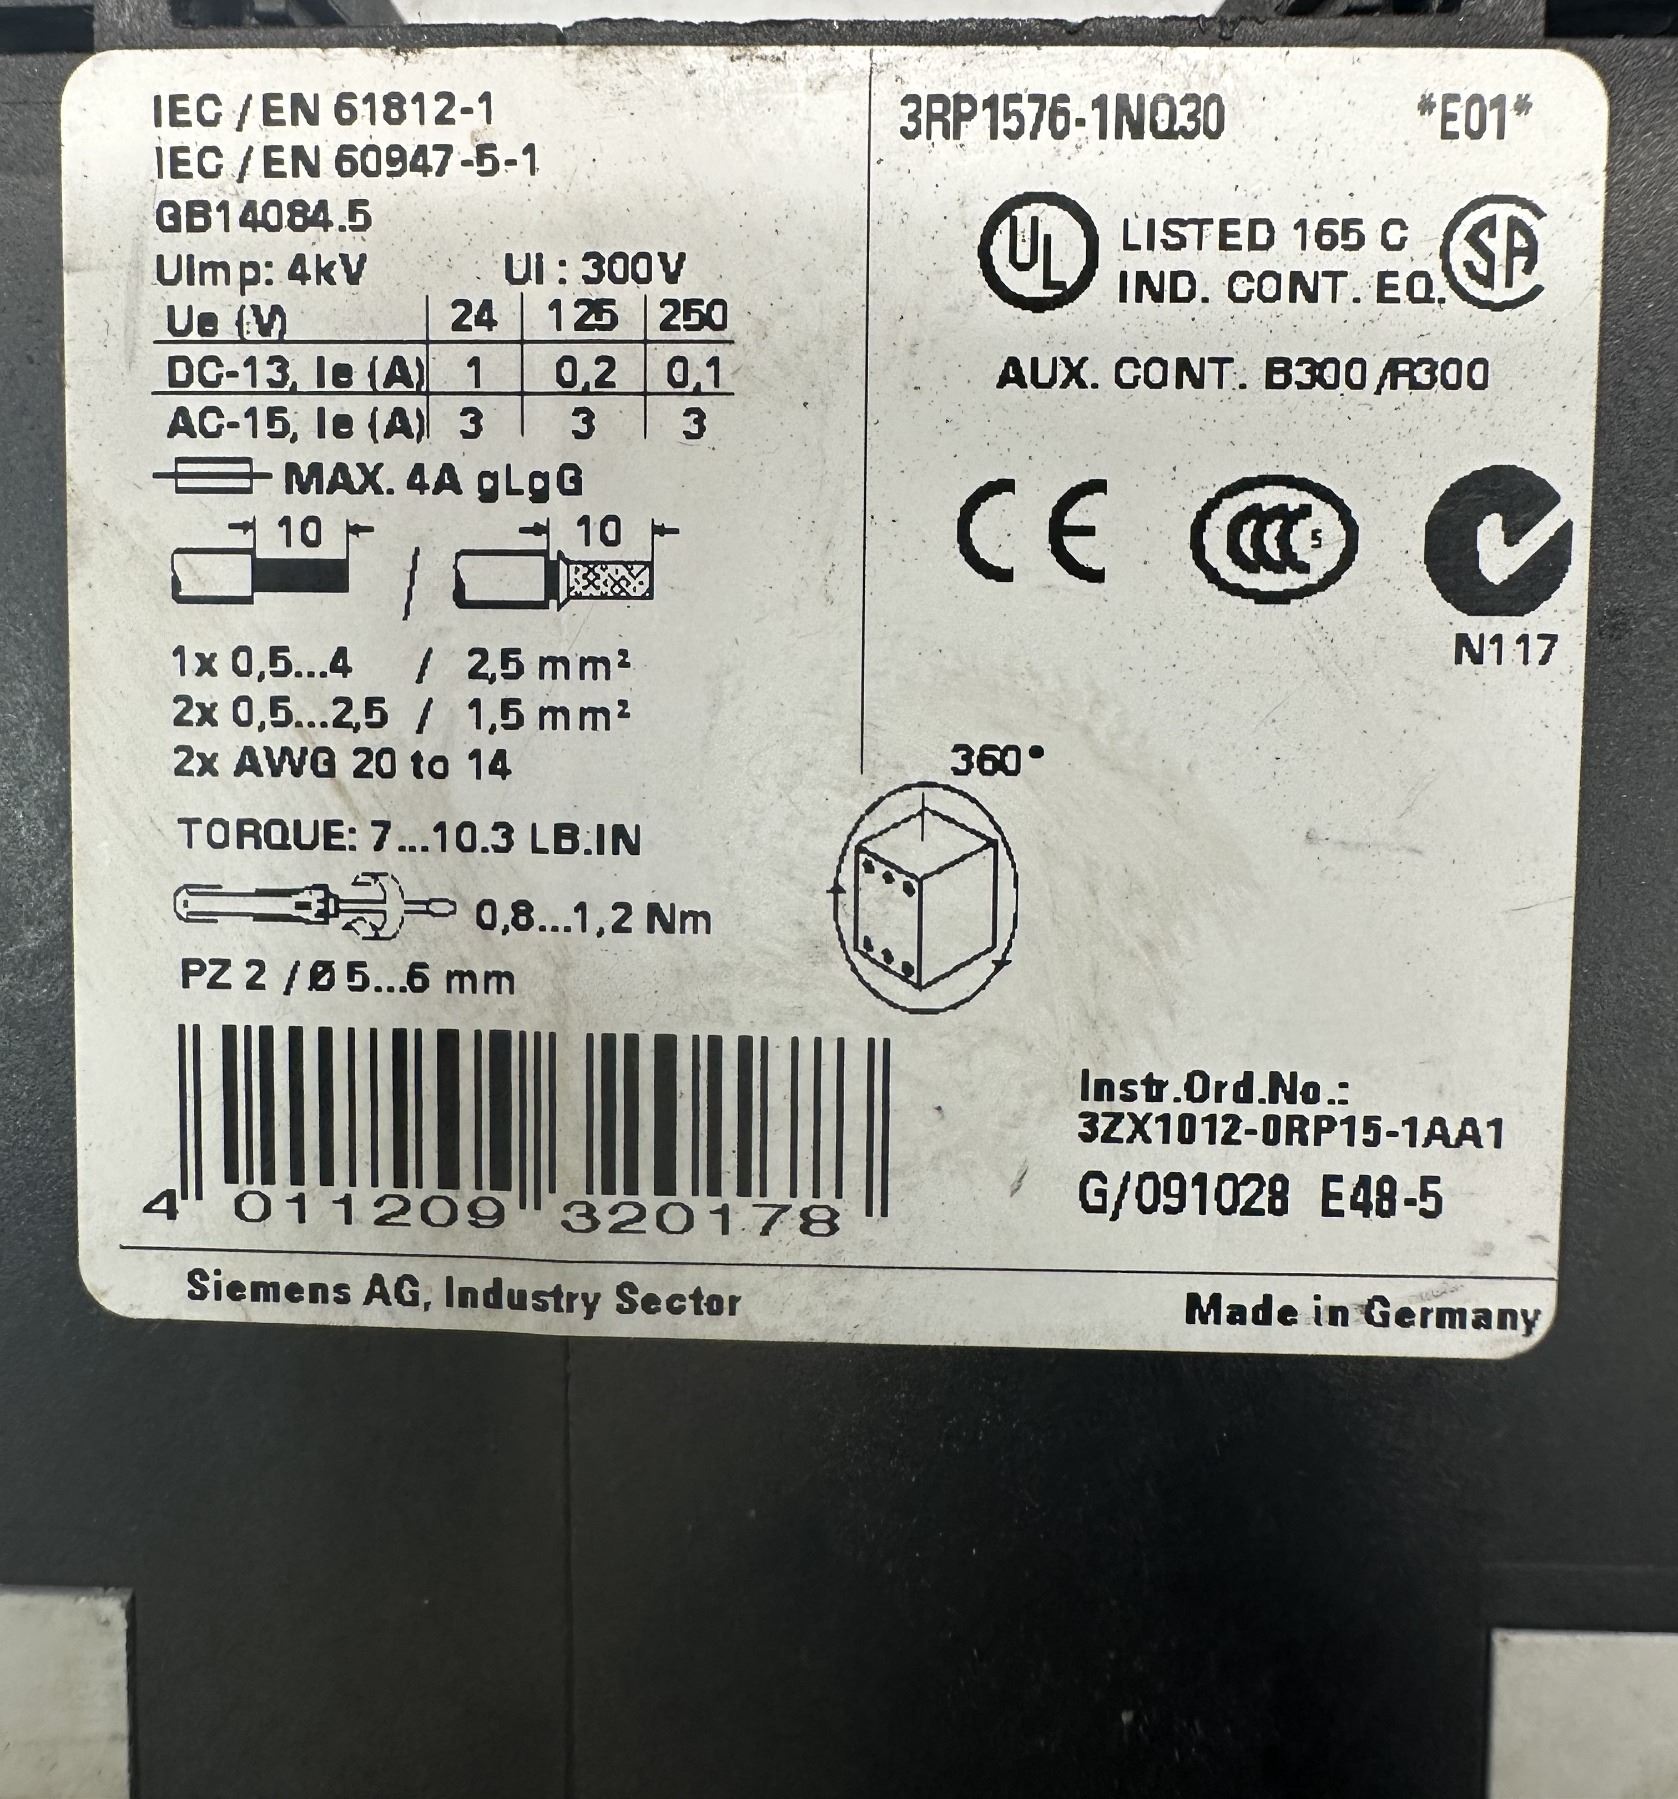 IEC / EN 61812-1
IEC / EN 60947-5-1
GB14084.5
UImp: 4kV UI : 300V
Ue (V) 24 125 250
DC-13, Ie (A) 1 0,2 0,1
AC-15, Ie (A) 3 3 3
MAX. 4A gLgG
10 / 10
1x 0,5...4 / 2,5 mm²
2x 0,5...2,5 / 1,5 mm²
2x AWG 20 to 14
TORQUE: 7...10.3 LB.IN
0,8...1,2 Nm
PZ 2 / Ø 5...6 mm
4 011209 320178
3RP1576-1NQ30 *E01*
UL LISTED 165 C SA
IND. CONT. EQ.
AUX. CONT. B300/R300
CE CCC S
N117
360°
Instr.Ord.No.:
3ZX1012-0RP15-1AA1
G/091028 E48-5
Siemens AG, Industry Sector
Made in Germany